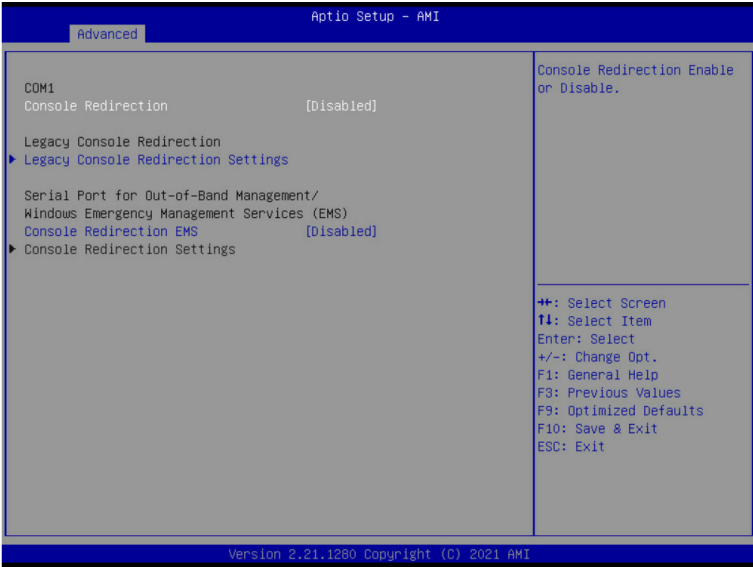 Aptio Setup - AMI
Advanced
COM1
Console Redirection [Disabled]
Legacy Console Redirection
Legacy Console Redirection Settings
Serial Port for Out-of-Band Management/
Windows Emergency Management Services (EMS)
Console Redirection EMS [Disabled]
Console Redirection Settings
Console Redirection Enable
or Disable.
→←: Select Screen
↑↓: Select Item
Enter: Select
+/-: Change Opt.
F1: General Help
F3: Previous Values
F9: Optimized Defaults
F10: Save & Exit
ESC: Exit
Version 2.21.1280 Copyright (C) 2021 AMI